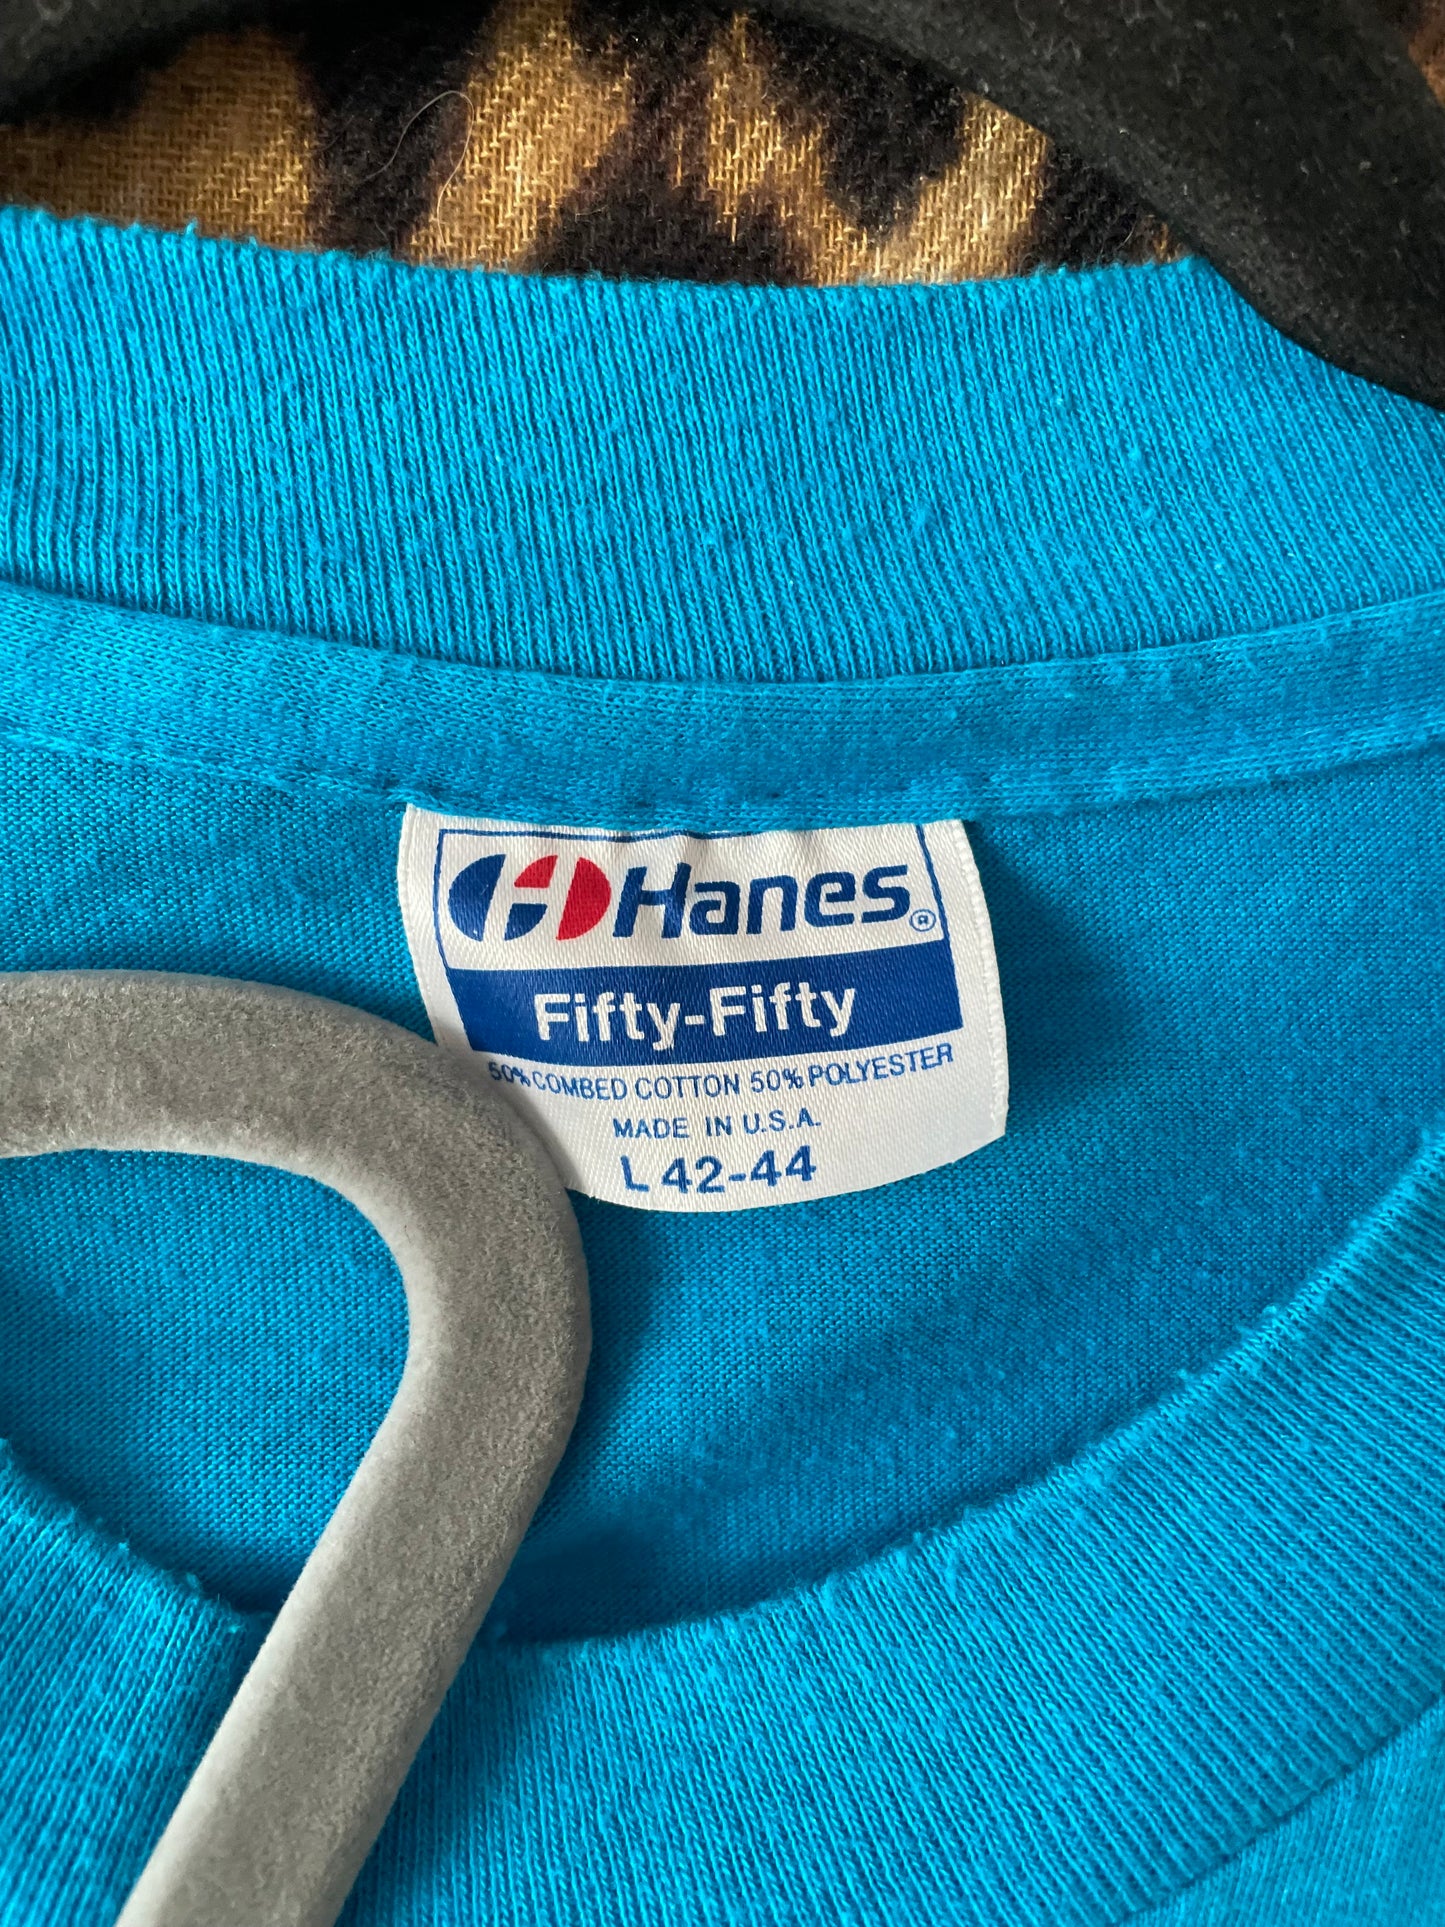 Hanes®
Fifty-Fifty
50% COMBED COTTON 50% POLYESTER
MADE IN U.S.A.
L 42-44